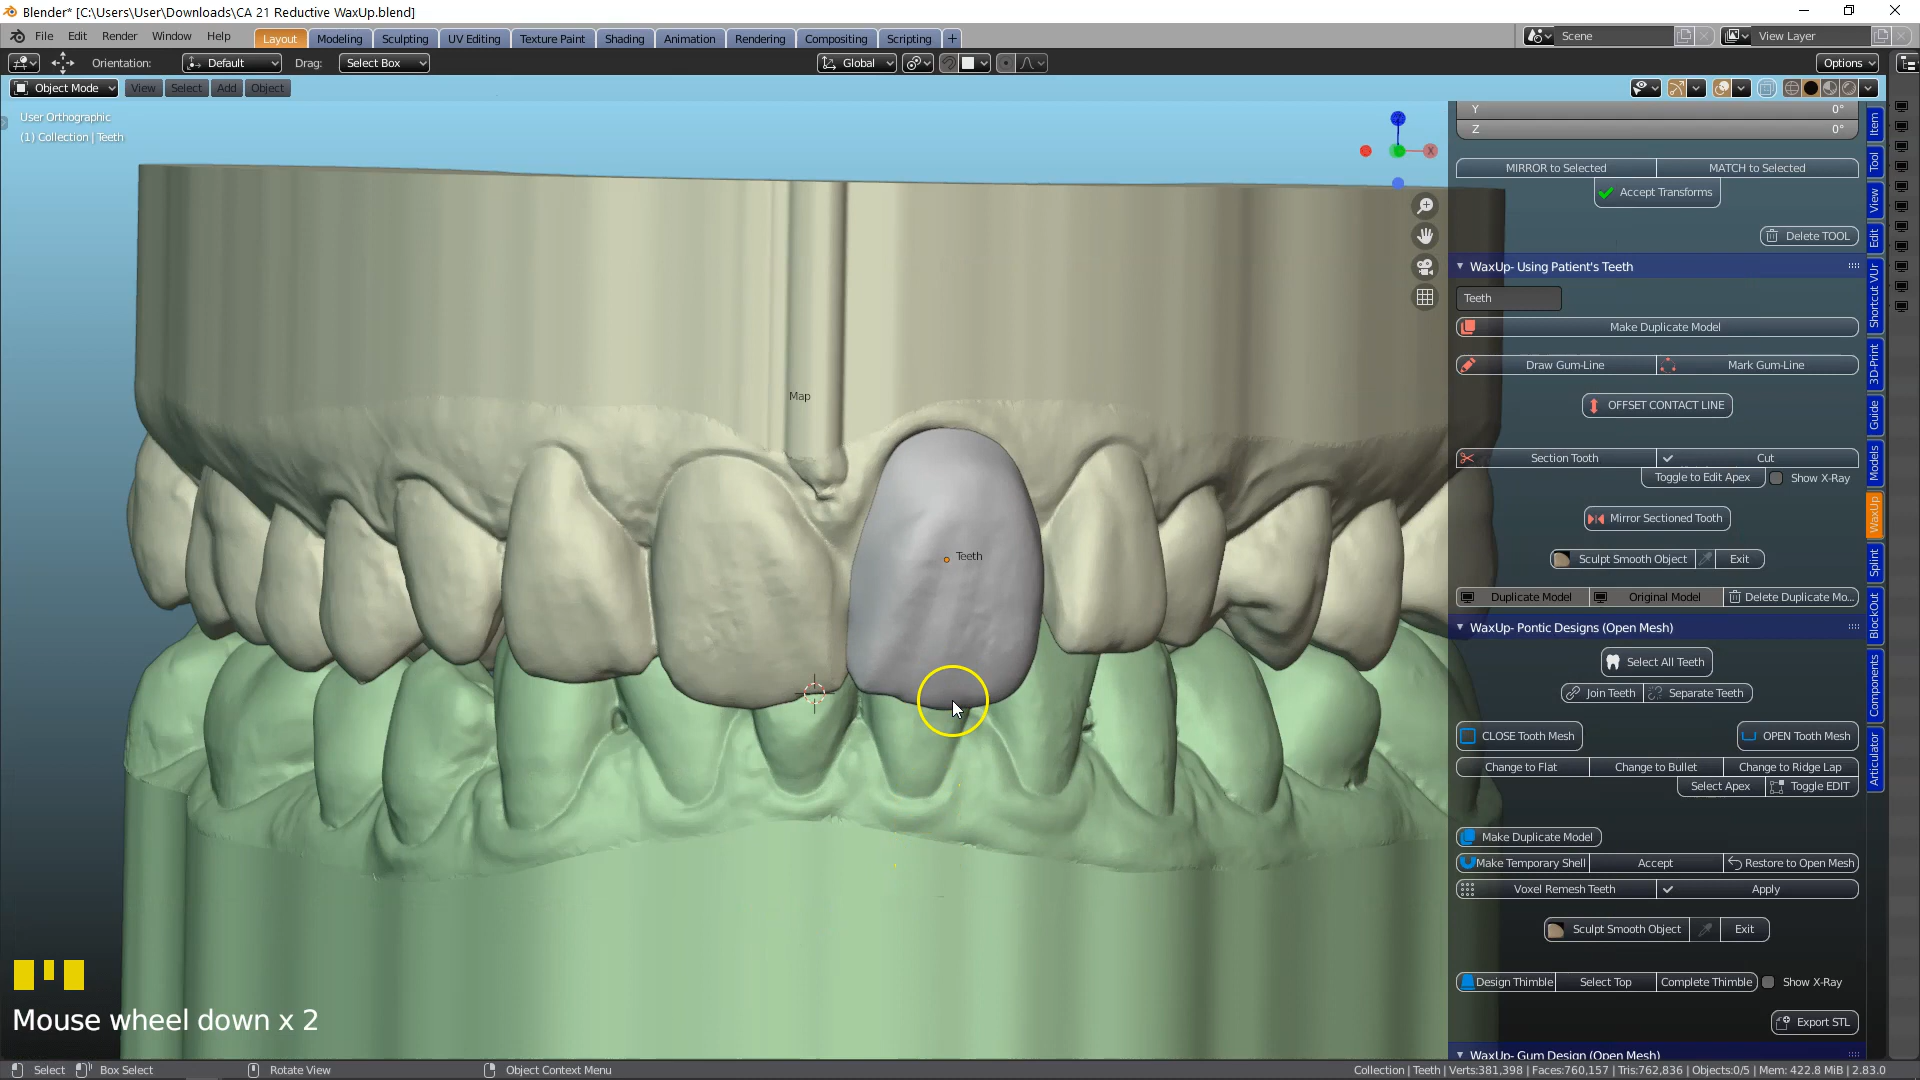 Blender* [C:\Users\User\Downloads\CA 21 Reductive WaxUp.blend]
File Edit Render Window Help Layout Modeling Sculpting UV Editing Texture Paint Shading Animation Rendering Compositing Scripting + Scene View Layer
Orientation: Default Drag: Select Box Global Options
Object Mode View Select Add Object
User Orthographic
(1) Collection | Teeth
Y 0°
Z 0°
X
MIRROR to Selected MATCH to Selected
Accept Transforms
Delete TOOL
WaxUp- Using Patient's Teeth
Teeth
Make Duplicate Model
Draw Gum-Line Mark Gum-Line
OFFSET CONTACT LINE
Section Tooth Cut
Toggle to Edit Apex Show X-Ray
Mirror Sectioned Tooth
Sculpt Smooth Object Exit
Duplicate Model Original Model Delete Duplicate Mo...
WaxUp- Pontic Designs (Open Mesh)
Select All Teeth
Join Teeth Separate Teeth
CLOSE Tooth Mesh OPEN Tooth Mesh
Change to Flat Change to Bullet Change to Ridge Lap
Select Apex Toggle EDIT
Make Duplicate Model
Make Temporary Shell Accept Restore to Open Mesh
Voxel Remesh Teeth Apply
Sculpt Smooth Object Exit
Design Thimble Select Top Complete Thimble Show X-Ray
Export STL
WaxUp- Gum Design (Open Mesh)
Item
Tool
View
Edit
Shortcut VUr
3D-Print
Guide
Models
WaxUp
Splint
BlockOut
Components
Articulator
Map
Teeth
Mouse wheel down x 2
Select Box Select Rotate View Object Context Menu Collection | Teeth | Verts:381,398 | Faces:760,157 | Tris:762,836 | Objects:0/5 | Mem: 422.8 MiB | 2.83.0